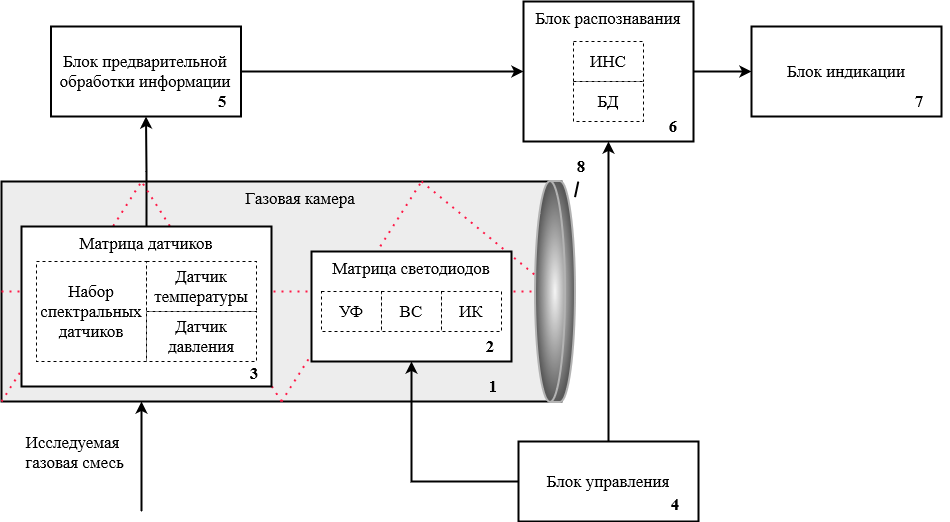 Блок предварительной
обработки информации
5
Блок распознавания
ИНС
БД
6
Блок индикации
7
8
Газовая камера
Матрица датчиков
Набор
спектральных
датчиков
Датчик
температуры
Датчик
давления
3
Матрица светодиодов
УФ
ВС
ИК
2
1
Исследуемая
газовая смесь
Блок управления
4